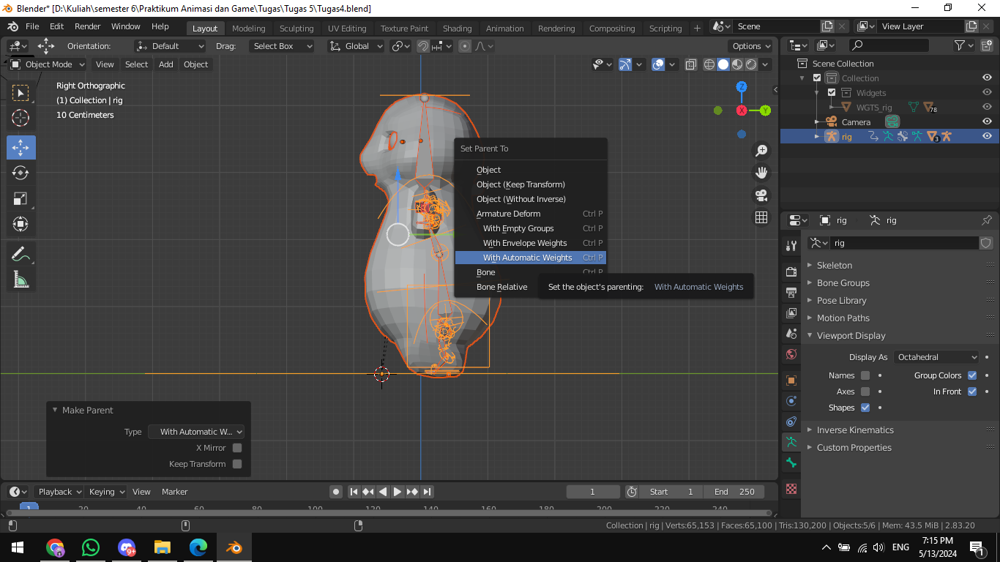 Blender* [D:\Kuliah\semester 6\Praktikum Animasi dan Game\Tugas\Tugas 5\Tugas4.blend]
File Edit Render Window Help Layout Modeling Sculpting UV Editing Texture Paint Shading Animation Rendering Compositing Scripting + Scene View Layer
Orientation: Default Drag: Select Box Global Options
Object Mode View Select Add Object
Right Orthographic
(1) Collection | rig
10 Centimeters
Z
X
Y
Set Parent To
Object
Object (Keep Transform)
Object (Without Inverse)
Armature Deform Ctrl P
With Empty Groups Ctrl P
With Envelope Weights Ctrl P
With Automatic Weights Ctrl P
Bone Ctrl P
Bone Relative
Set the object's parenting: With Automatic Weights
Make Parent
Type With Automatic W...
X Mirror
Keep Transform
Scene Collection
Collection
Widgets
WGTS_rig 78
Camera
rig 3
rig rig
rig
Skeleton
Bone Groups
Pose Library
Motion Paths
Viewport Display
Display As Octahedral
Names Group Colors
Axes In Front
Shapes
Inverse Kinematics
Custom Properties
Playback Keying View Marker 1 Start 1 End 250
1 20 40 60 80 100 120 140 160 180 200 220 240
Collection | rig | Verts:65,153 | Faces:65,100 | Tris:130,200 | Objects:5/6 | Mem: 43.5 MiB | 2.83.20
9+
ENG
7:15 PM
5/13/2024
1